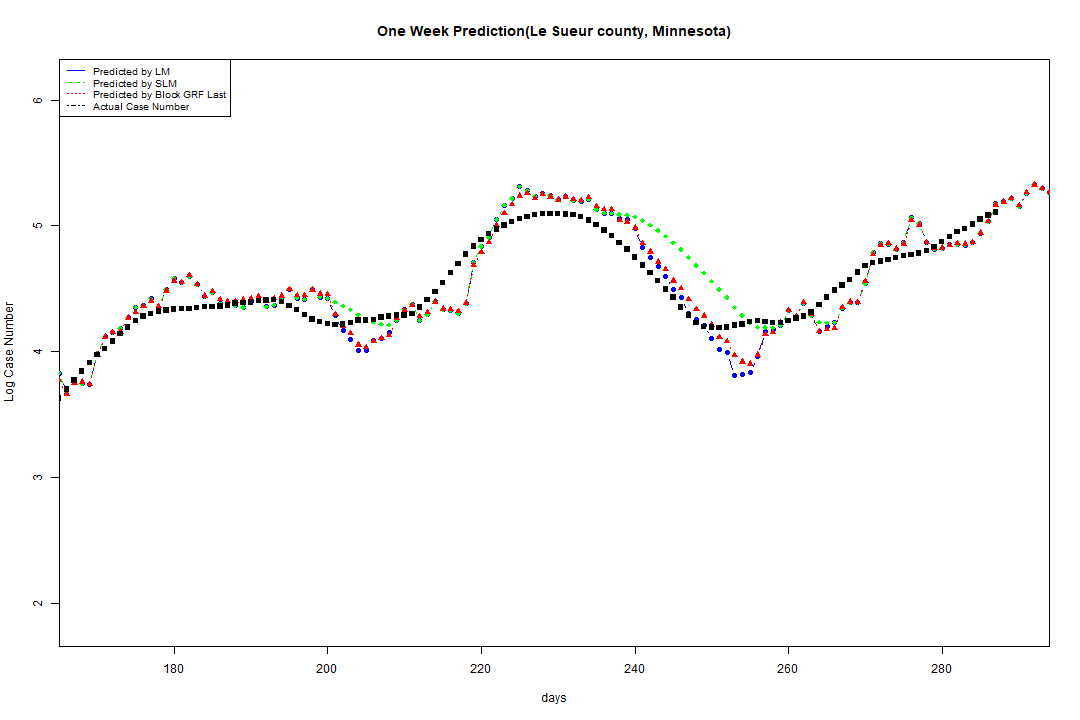 One Week Prediction(Le Sueur county, Minnesota)
Predicted by LM
Predicted by SLM
Predicted by Block GRF Last
Actual Case Number
Log Case Number
6
5
4
3
2
180 200 220 240 260 280
days